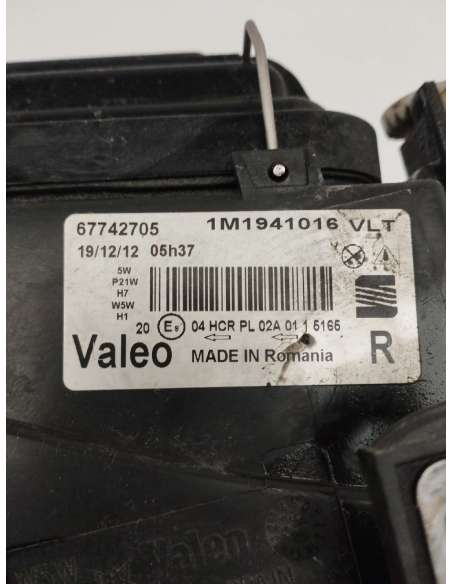 67742705 1M1941016 VLT
19/12/12 05h37
5W
P21W
H7
W5W
H1
20 E9 04 HCR PL 02A 01 1 5165
Valeo MADE IN Romania R
Valeo